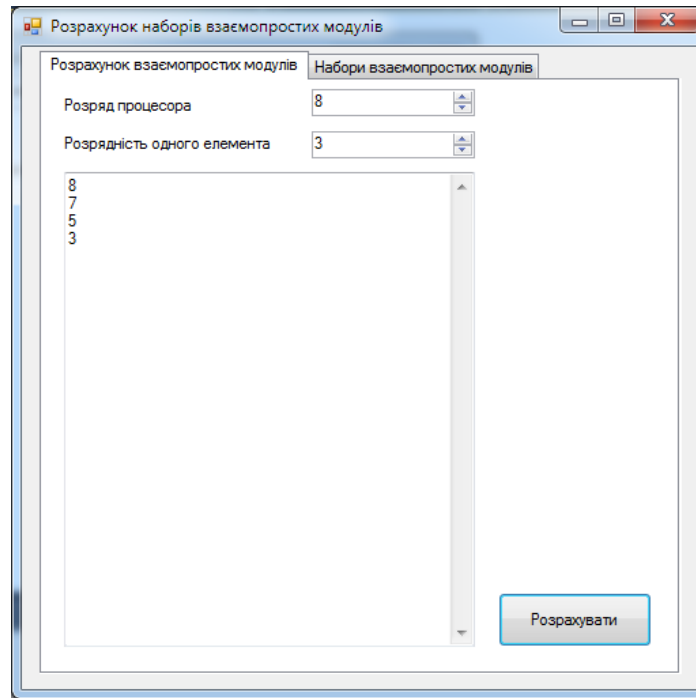 Розрахунок наборів взаємопростих модулів
Розрахунок взаємопростих модулів Набори взаємопростих модулів
Розряд процесора 8
Розрядність одного елемента 3
8
7
5
3
Розрахувати